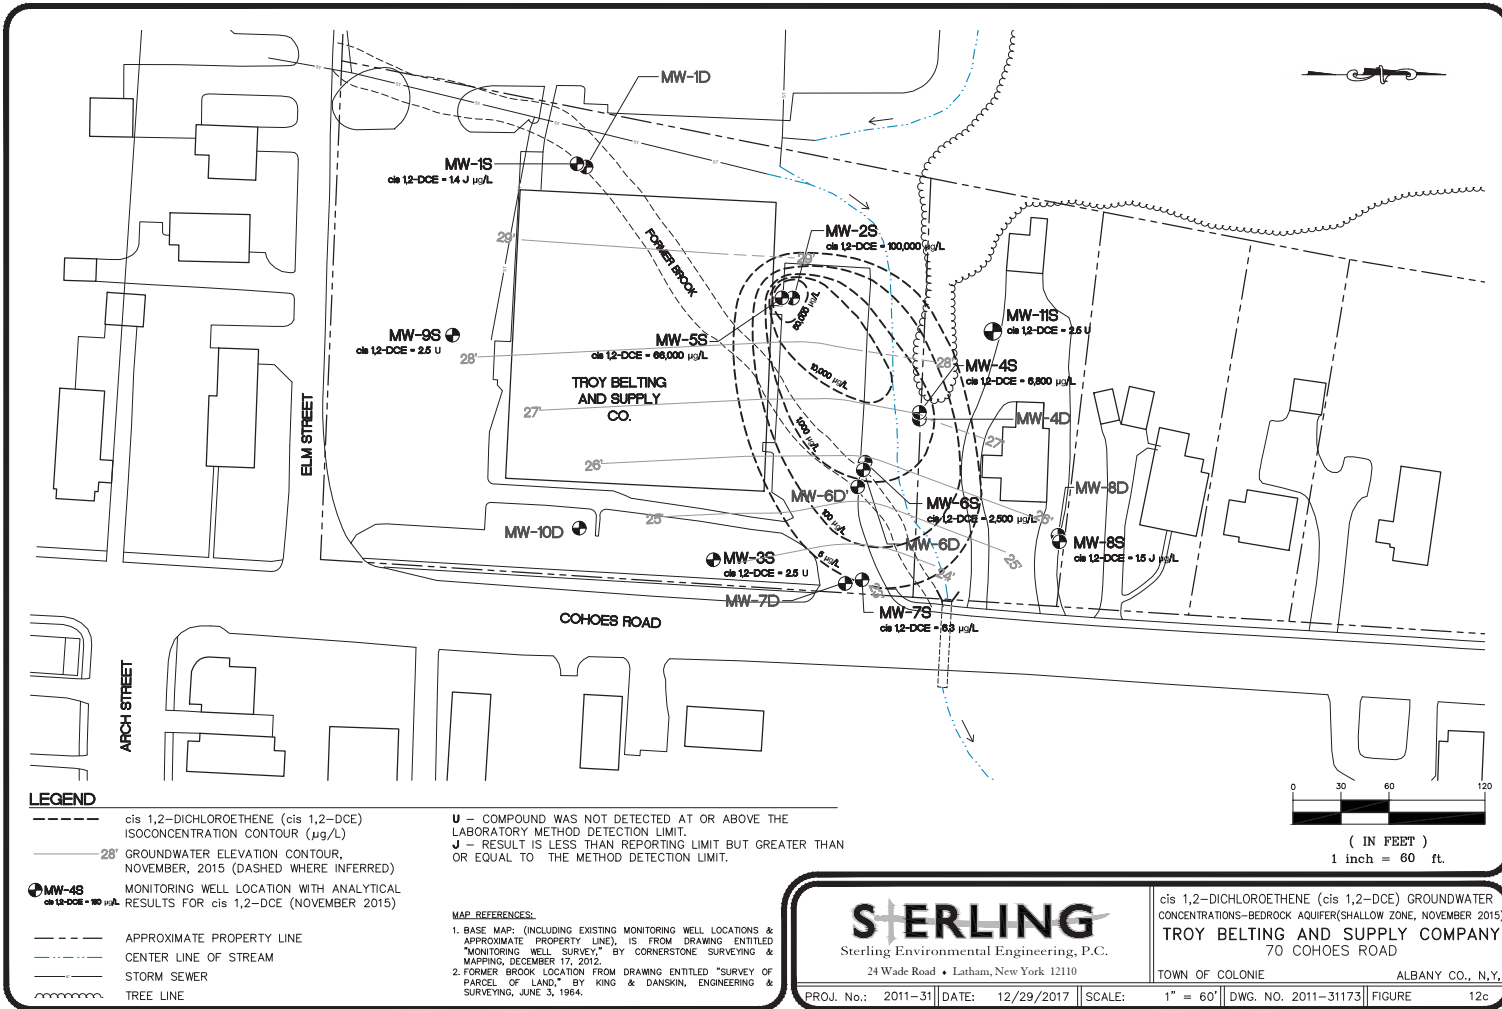 MW-1D
MW-1S
cis 1,2-DCE = 1.4 J µg/L
FORMER BROOK
29'
29'
MW-2S
cis 1,2-DCE = 100,000 µg/L
50,000 µg/L
MW-11S
cis 1,2-DCE = 2.5 U
MW-9S
cis 1,2-DCE = 2.5 U
MW-5S
cis 1,2-DCE = 66,000 µg/L
28'
28'
MW-4S
cis 1,2-DCE = 6,800 µg/L
10,000 µg/L
TROY BELTING
AND SUPPLY
CO.
27'
MW-4D
27'
1,000 µg/L
ELM STREET
26'
MW-6D'
MW-6S
cis 1,2-DCE = 2,500 µg/L
26'
MW-8D
25'
100 µg/L
MW-10D
MW-6D
MW-8S
cis 1,2-DCE = 1.5 J µg/L
MW-3S
cis 1,2-DCE = 2.5 U
5 µg/L
25'
24'
23'
MW-7D
MW-7S
cis 1,2-DCE = 6.3 µg/L
COHOES ROAD
ARCH STREET
0 30 60 120
( IN FEET )
1 inch = 60 ft.
LEGEND
cis 1,2-DICHLOROETHENE (cis 1,2-DCE)
ISOCONCENTRATION CONTOUR (µg/L)
28' GROUNDWATER ELEVATION CONTOUR,
NOVEMBER, 2015 (DASHED WHERE INFERRED)
MW-4S MONITORING WELL LOCATION WITH ANALYTICAL
cis 1,2-DCE = 180 µg/L RESULTS FOR cis 1,2-DCE (NOVEMBER 2015)
APPROXIMATE PROPERTY LINE
CENTER LINE OF STREAM
STORM SEWER
TREE LINE
U - COMPOUND WAS NOT DETECTED AT OR ABOVE THE
LABORATORY METHOD DETECTION LIMIT.
J - RESULT IS LESS THAN REPORTING LIMIT BUT GREATER THAN
OR EQUAL TO THE METHOD DETECTION LIMIT.
MAP REFERENCES:
1. BASE MAP: (INCLUDING EXISTING MONITORING WELL LOCATIONS &
APPROXIMATE PROPERTY LINE), IS FROM DRAWING ENTITLED
"MONITORING WELL SURVEY," BY CORNERSTONE SURVEYING &
MAPPING, DECEMBER 17, 2012.
2. FORMER BROOK LOCATION FROM DRAWING ENTITLED "SURVEY OF
PARCEL OF LAND," BY KING & DANSKIN, ENGINEERING &
SURVEYING, JUNE 3, 1964.
STERLING
Sterling Environmental Engineering, P.C.
24 Wade Road ♦ Latham, New York 12110
cis 1,2-DICHLOROETHENE (cis 1,2-DCE) GROUNDWATER
CONCENTRATIONS-BEDROCK AQUIFER(SHALLOW ZONE, NOVEMBER 2015)
TROY BELTING AND SUPPLY COMPANY
70 COHOES ROAD
TOWN OF COLONIE ALBANY CO., N,Y,
PROJ. No.: 2011-31 DATE: 12/29/2017 SCALE: 1" = 60' DWG. NO. 2011-31173 FIGURE 12c